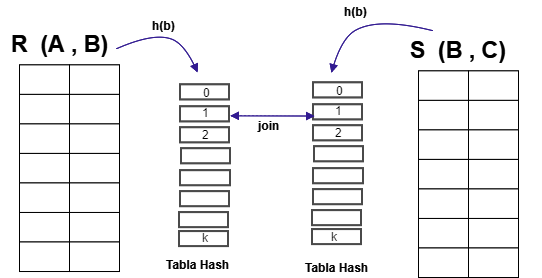 h(b)
h(b)
R (A , B)
S (B , C)
0
1
2
k
join
0
1
2
k
Tabla Hash
Tabla Hash